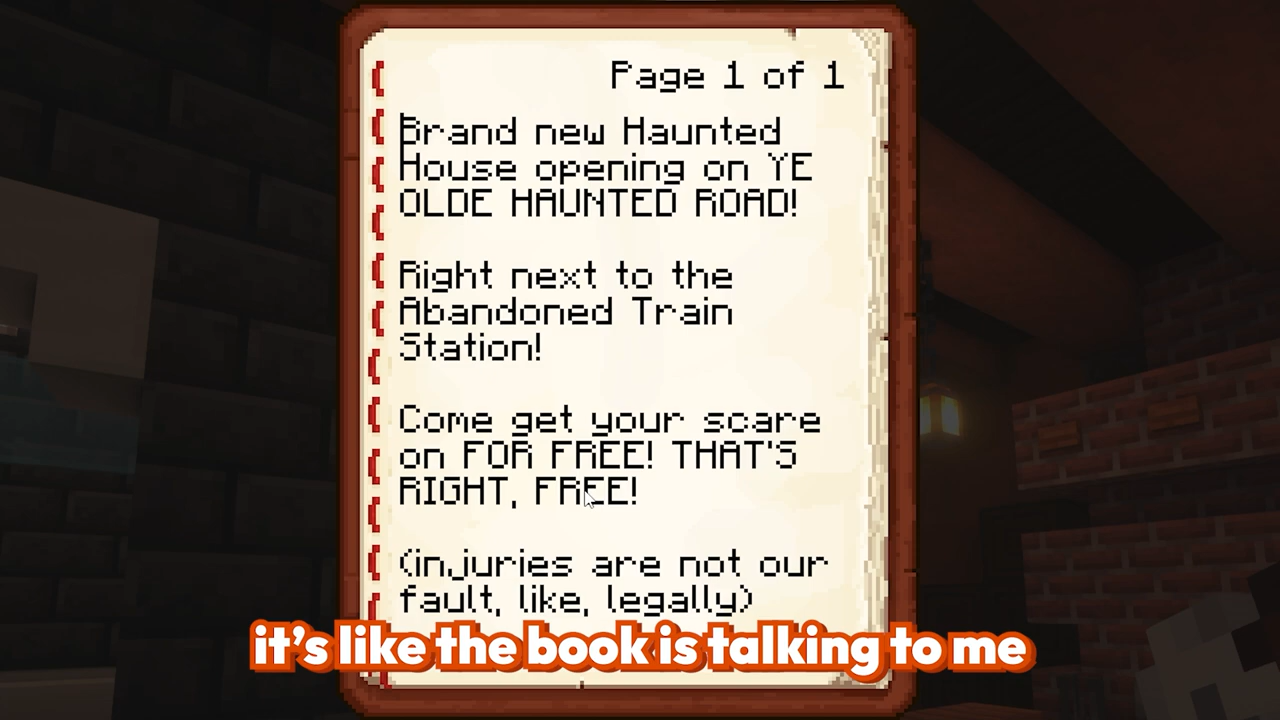 Page 1 of 1
Brand new Haunted
House opening on YE
OLDE HAUNTED ROAD!
Right next to the
Abandoned Train
Station!
Come get your scare
on FOR FREE! THAT'S
RIGHT, FREE!
(injuries are not our
fault, like, legally)
it's like the book is talking to me